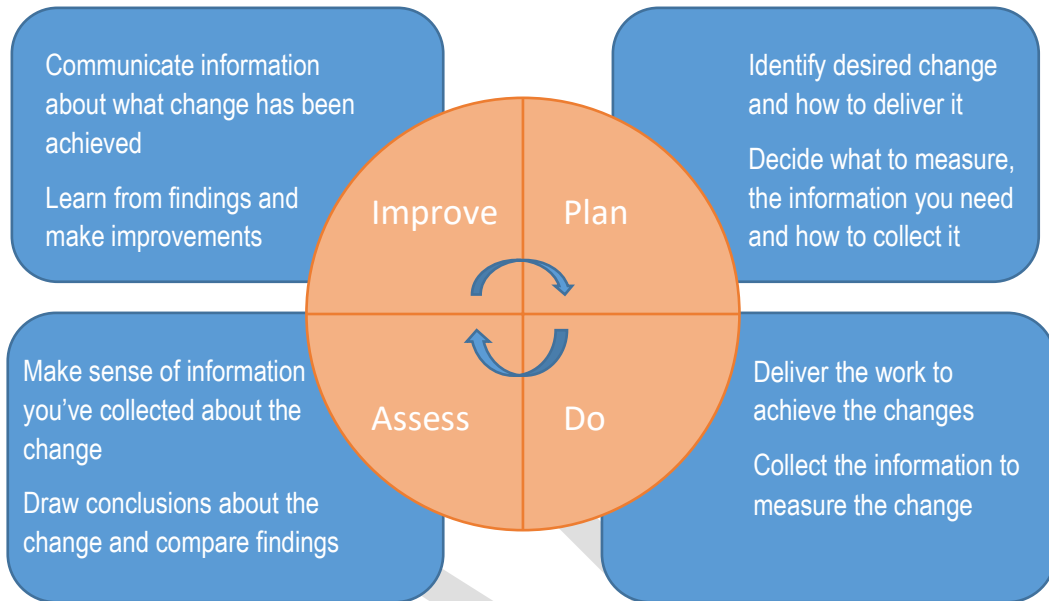 Communicate information
about what change has been
achieved
Learn from findings and
make improvements
Identify desired change
and how to deliver it
Decide what to measure,
the information you need
and how to collect it
Improve
Plan
Assess
Do
Make sense of information
you've collected about the
change
Draw conclusions about the
change and compare findings
Deliver the work to
achieve the changes
Collect the information to
measure the change